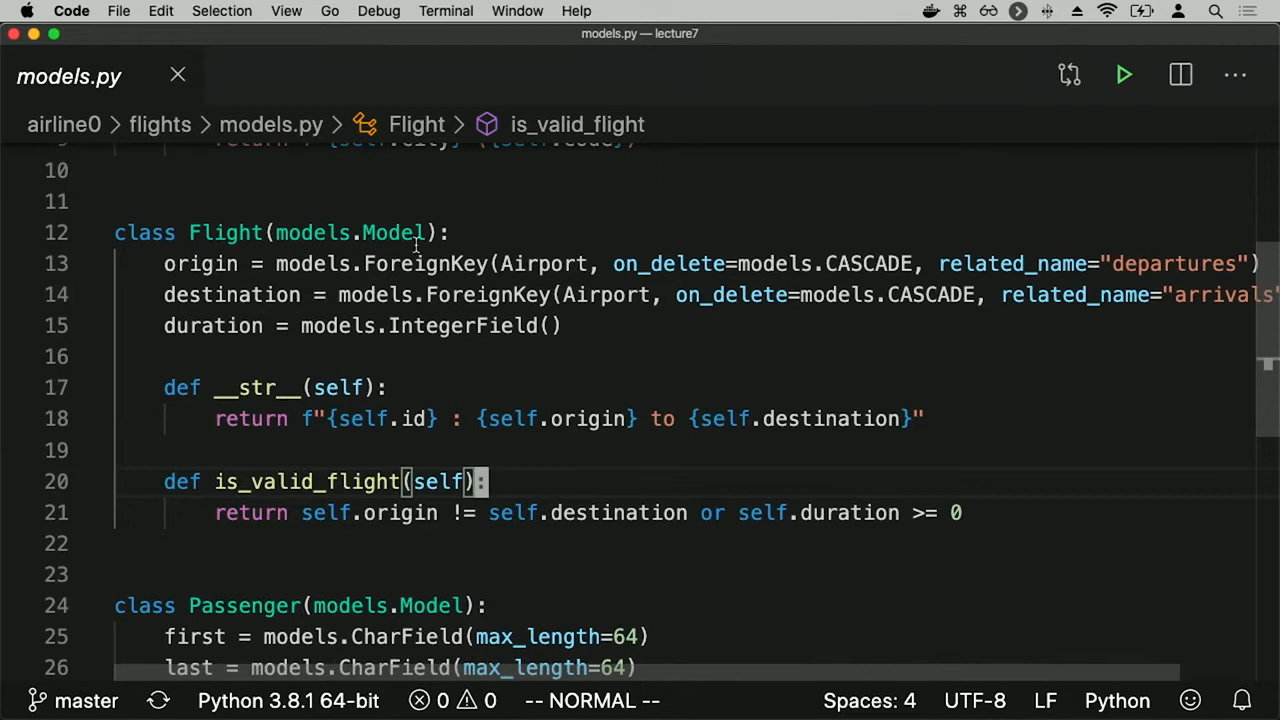 Code File Edit Selection View Go Debug Terminal Window Help
models.py — lecture7
models.py
airline0 > flights > models.py > Flight > is_valid_flight
10
11
12 class Flight(models.Model):
13 origin = models.ForeignKey(Airport, on_delete=models.CASCADE, related_name="departures")
14 destination = models.ForeignKey(Airport, on_delete=models.CASCADE, related_name="arrivals"
15 duration = models.IntegerField()
16
17 def __str__(self):
18 return f"{self.id} : {self.origin} to {self.destination}"
19
20 def is_valid_flight(self):
21 return self.origin != self.destination or self.duration >= 0
22
23
24 class Passenger(models.Model):
25 first = models.CharField(max_length=64)
26 last = models.CharField(max_length=64)
master Python 3.8.1 64-bit 0 0 -- NORMAL -- Spaces: 4 UTF-8 LF Python